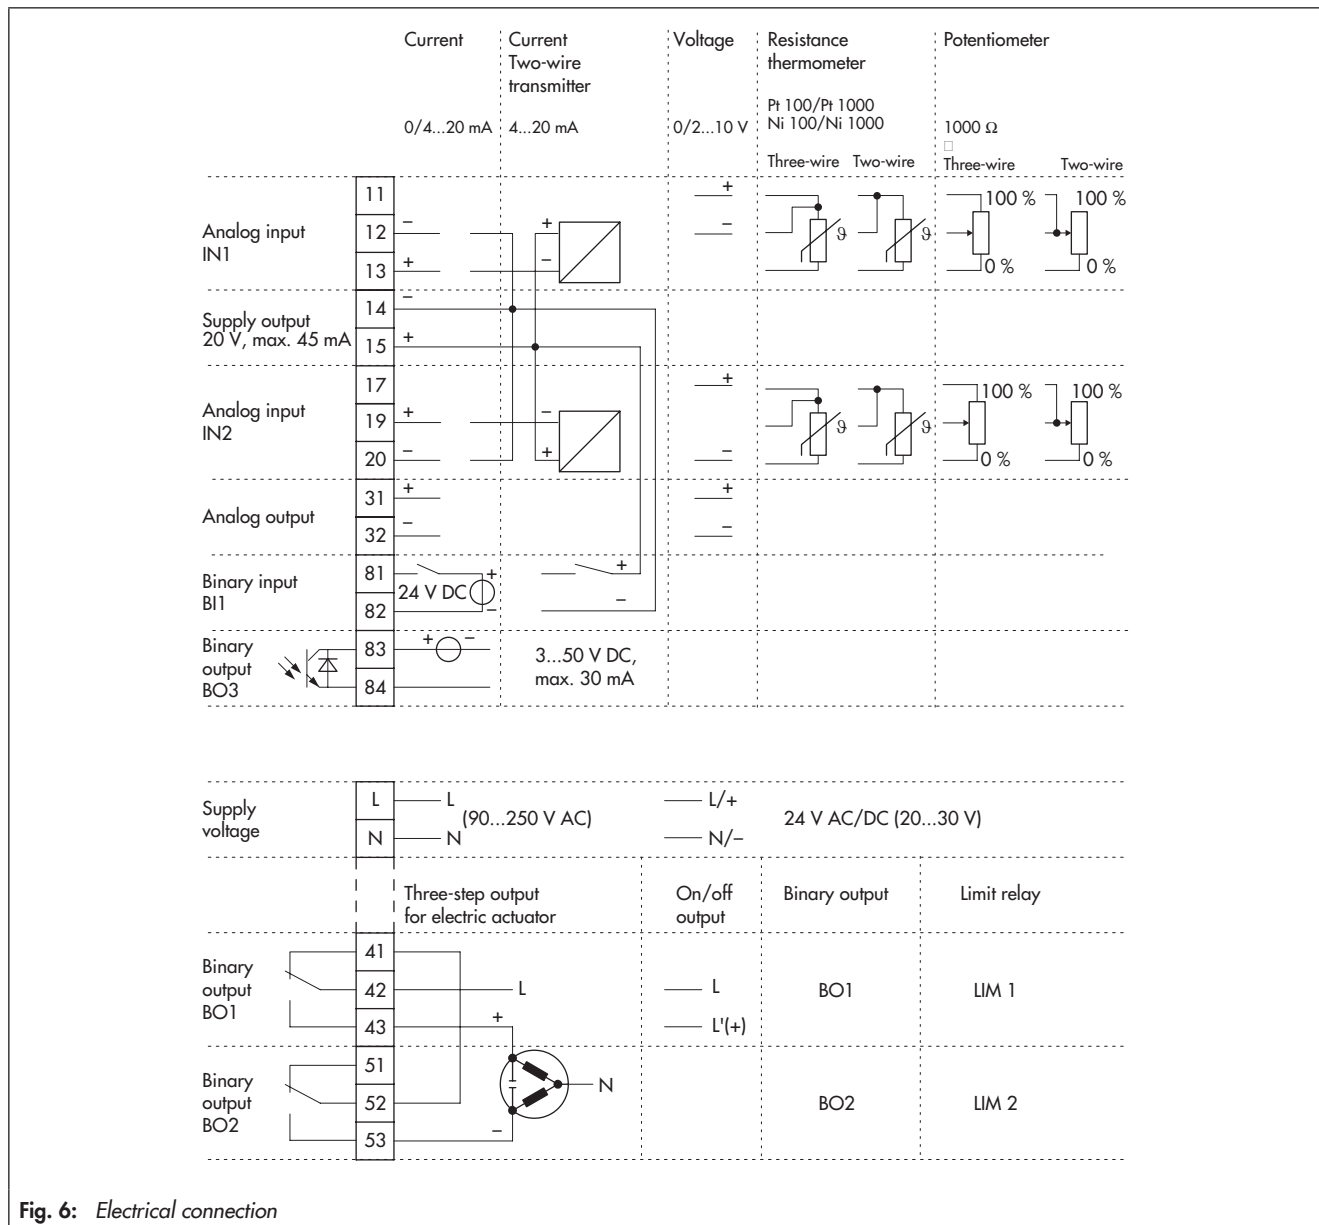 Current
Current
Two-wire
transmitter
Voltage
Resistance
thermometer
Potentiometer
0/4...20 mA
4...20 mA
0/2...10 V
Pt 100/Pt 1000
Ni 100/Ni 1000
1000 Ω
□
Three-wire
Two-wire
Three-wire
Two-wire
Analog input
IN1
11
+
ϑ
ϑ
100 %
100 %
12
−
+
−
13
+
−
0 %
0 %
Supply output
20 V, max. 45 mA
14
−
15
+
Analog input
IN2
17
+
ϑ
ϑ
100 %
100 %
19
+
−
20
−
+
−
0 %
0 %
Analog output
31
+
+
32
−
−
Binary input
BI1
81
+
+
24 V DC
82
−
−
Binary
output
BO3
83
+
−
84
3...50 V DC,
max. 30 mA
Supply
voltage
L
L
(90...250 V AC)
L/+
24 V AC/DC (20...30 V)
N
N
N/−
Three-step output
for electric actuator
On/off
output
Binary output
Limit relay
Binary
output
BO1
41
42
L
L
BO1
LIM 1
43
+
L'(+)
Binary
output
BO2
51
52
N
BO2
LIM 2
53
−
Fig. 6: Electrical connection